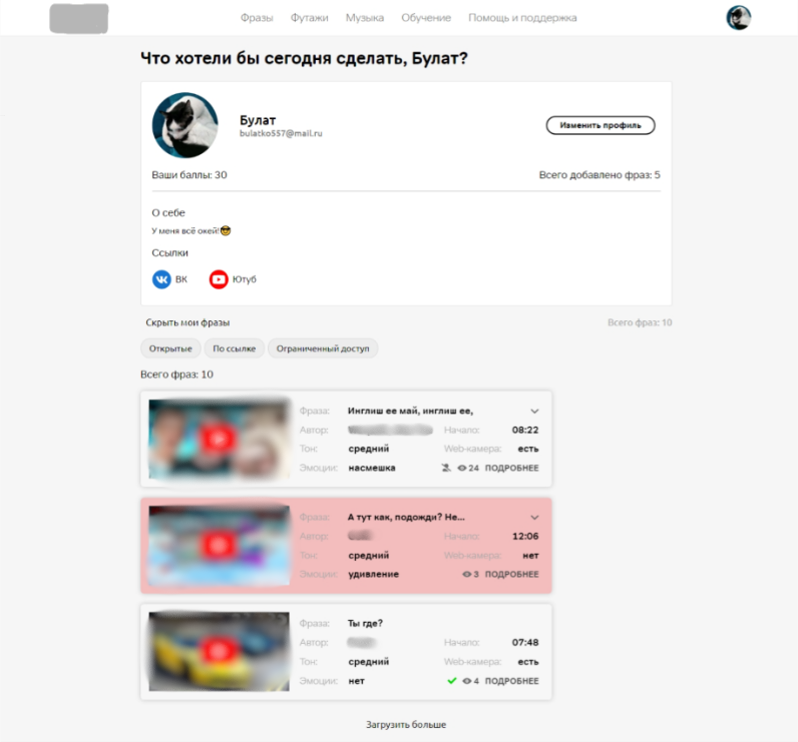 Фразы Футажи Музыка Обучение Помощь и поддержка
Что хотели бы сегодня сделать, Булат?
Булат
bulatko557@mail.ru
Изменить профиль
Ваши баллы: 30 Всего добавлено фраз: 5
О себе
У меня всё окей!😎
Ссылки
ВК Ютуб
Скрыть мои фразы Всего фраз: 10
Открытые По ссылке Ограниченный доступ
Всего фраз: 10
Фраза: Инглиш ее май, инглиш ее,
Автор: Начало: 08:22
Тон: средний Web-камера: есть
Эмоции: насмешка 24 ПОДРОБНЕЕ
Фраза: А тут как, подожди? Не...
Автор: Начало: 12:06
Тон: средний Web-камера: нет
Эмоции: удивление 3 ПОДРОБНЕЕ
Фраза: Ты где?
Автор: Начало: 07:48
Тон: средний Web-камера: есть
Эмоции: нет 4 ПОДРОБНЕЕ
Загрузить больше